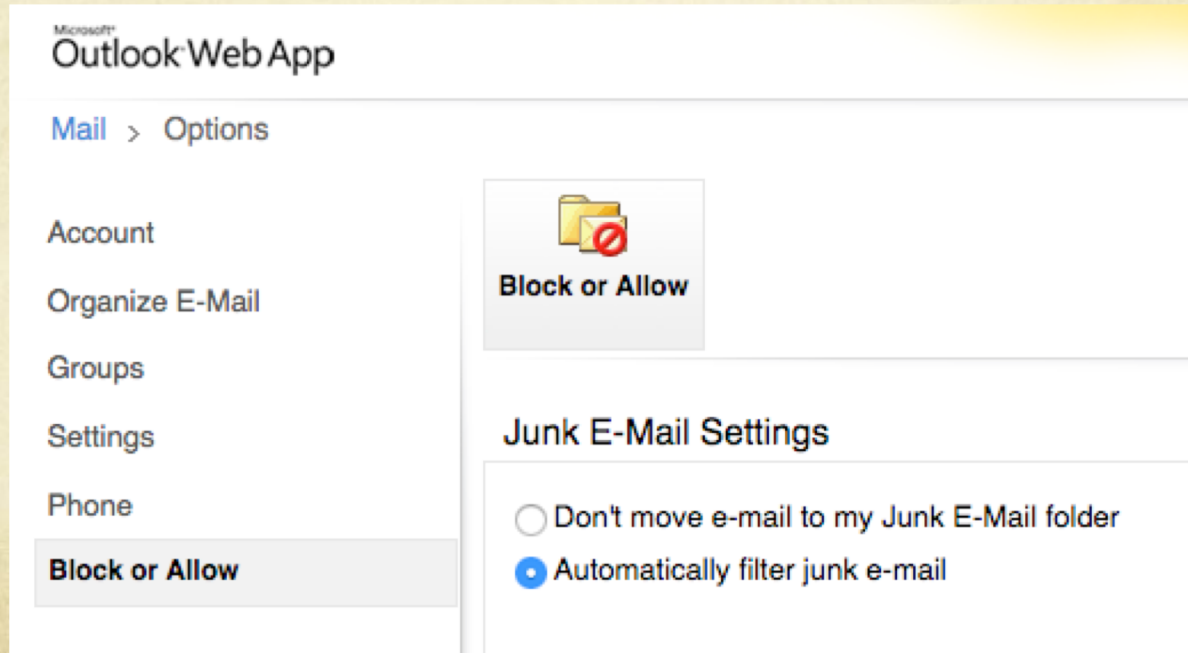 Microsoft®
Outlook Web App
Mail > Options
Account
Organize E-Mail
Groups
Settings
Phone
Block or Allow
Block or Allow
Junk E-Mail Settings
Don't move e-mail to my Junk E-Mail folder
Automatically filter junk e-mail